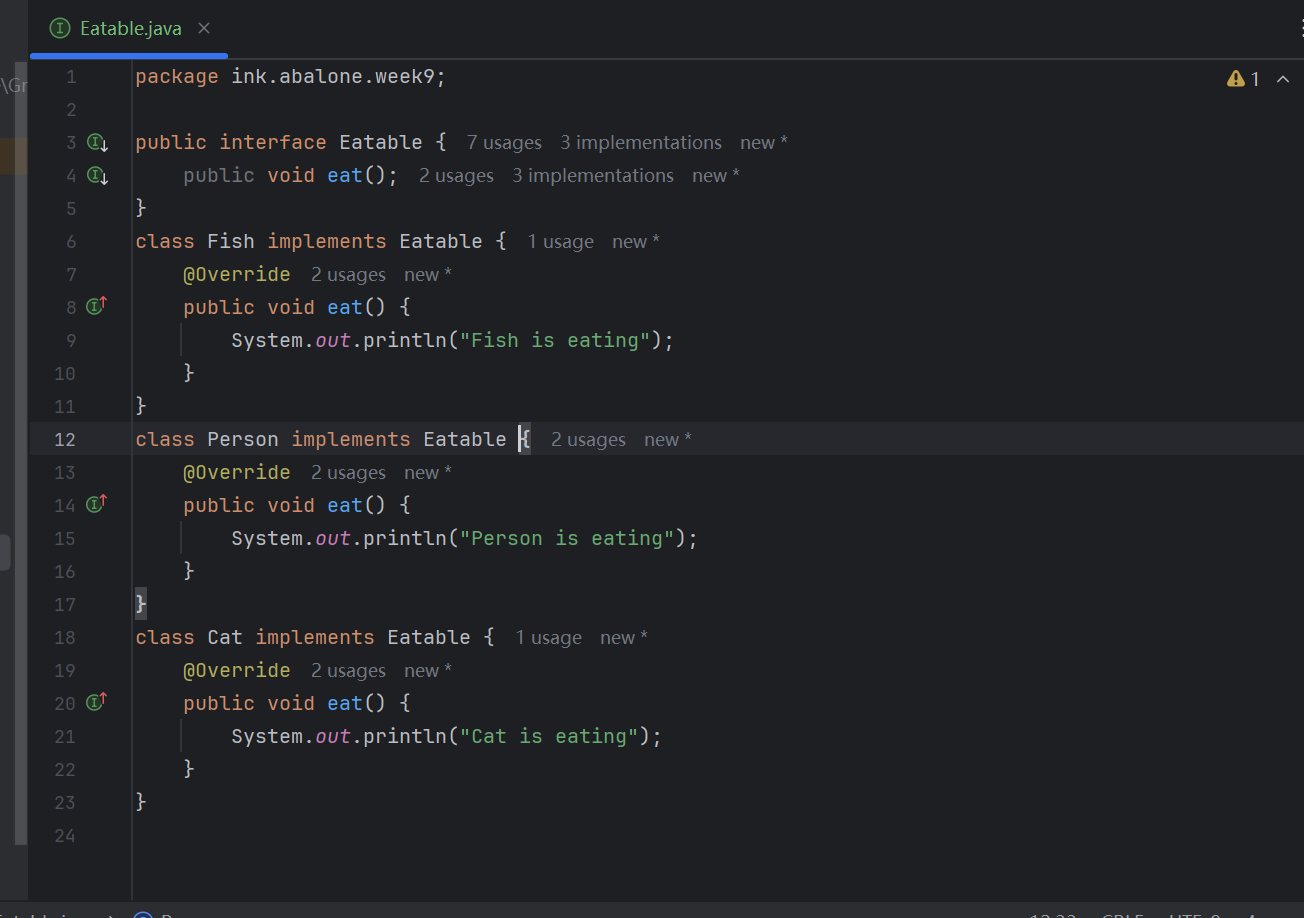 Eatable.java
\Gr
1 package ink.abalone.week9;
1
2
3 public interface Eatable { 7 usages 3 implementations new *
4 public void eat(); 2 usages 3 implementations new *
5 }
6 class Fish implements Eatable { 1 usage new *
7 @Override 2 usages new *
8 public void eat() {
9 System.out.println("Fish is eating");
10 }
11 }
12 class Person implements Eatable { 2 usages new *
13 @Override 2 usages new *
14 public void eat() {
15 System.out.println("Person is eating");
16 }
17 }
18 class Cat implements Eatable { 1 usage new *
19 @Override 2 usages new *
20 public void eat() {
21 System.out.println("Cat is eating");
22 }
23 }
24